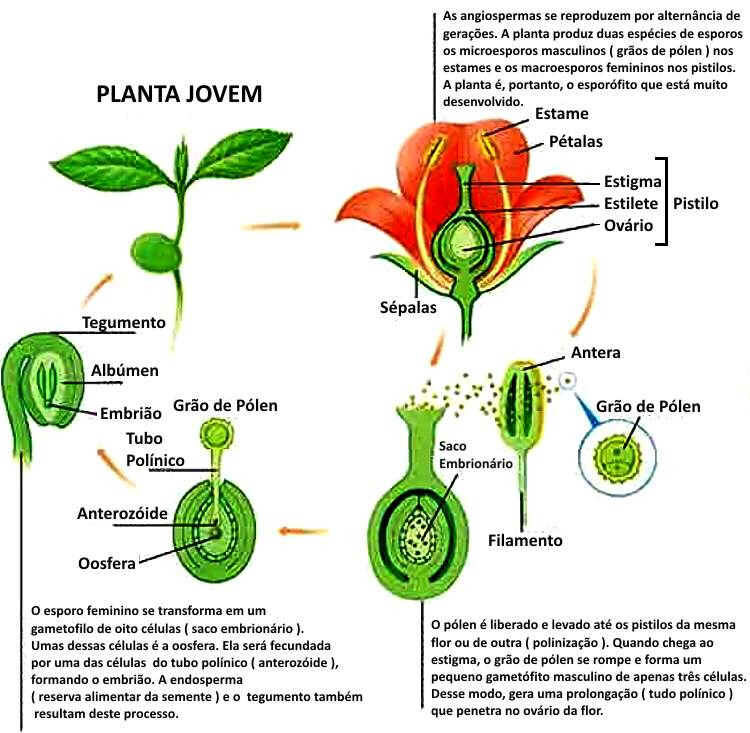 As angiospermas se reproduzem por alternância de
gerações. A planta produz duas espécies de esporos
os microesporos masculinos ( grãos de pólen ) nos
estames e os macroesporos femininos nos pistilos.
A planta é, portanto, o esporófito que está muito
desenvolvido.
PLANTA JOVEM
Estame
Pétalas
Estigma
Estilete
Pistilo
Ovário
Sépalas
Tegumento
Albúmen
Embrião
Grão de Pólen
Tubo
Polínico
Anterozóide
Oosfera
Antera
Grão de Pólen
Saco
Embrionário
Filamento
O esporo feminino se transforma em um
gametofilo de oito células ( saco embrionário ).
Umas dessas células é a oosfera. Ela será fecundada
por uma das células do tubo polínico ( anterozóide ),
formando o embrião. A endosperma
( reserva alimentar da semente ) e o tegumento também
resultam deste processo.
O pólen é liberado e levado até os pistilos da mesma
flor ou de outra ( polinização ). Quando chega ao
estigma, o grão de pólen se rompe e forma um
pequeno gametófito masculino de apenas três células.
Desse modo, gera uma prolongação ( tudo polínico )
que penetra no ovário da flor.